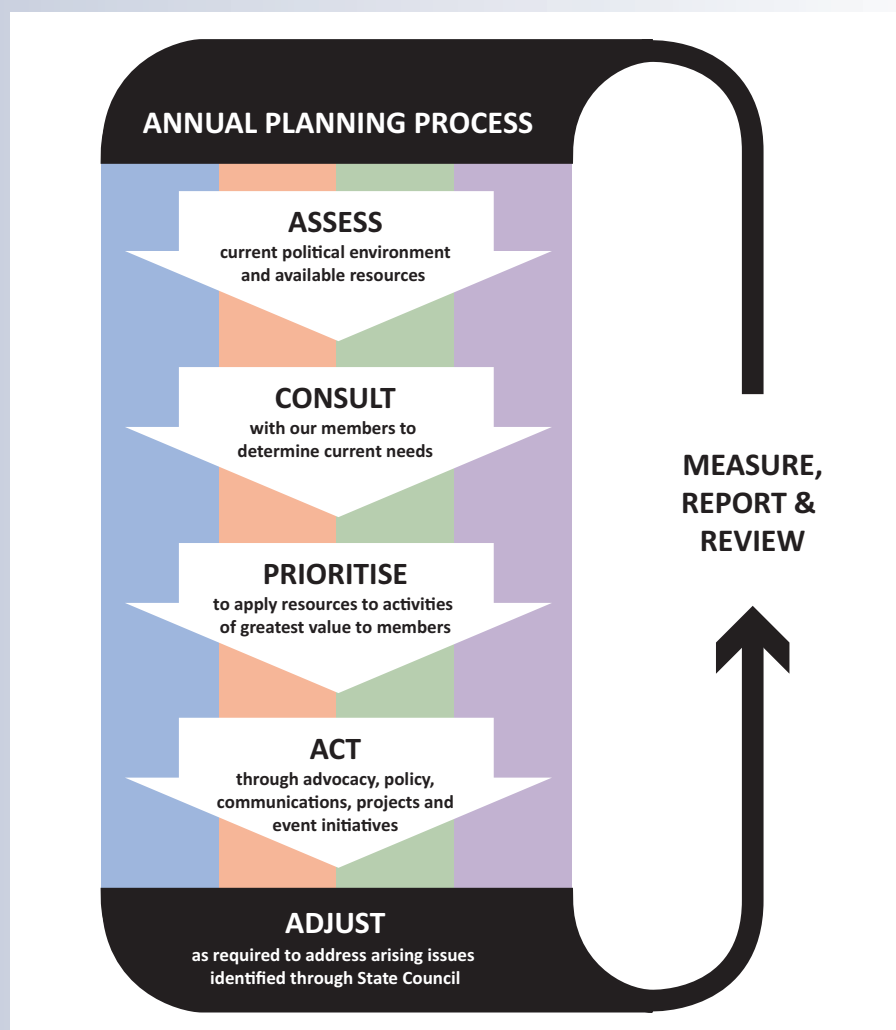 ANNUAL PLANNING PROCESS
ASSESS
current political environment
and available resources
CONSULT
with our members to
determine current needs
PRIORITISE
to apply resources to activities
of greatest value to members
ACT
through advocacy, policy,
communications, projects and
event initiatives
ADJUST
as required to address arising issues
identified through State Council
MEASURE,
REPORT &
REVIEW